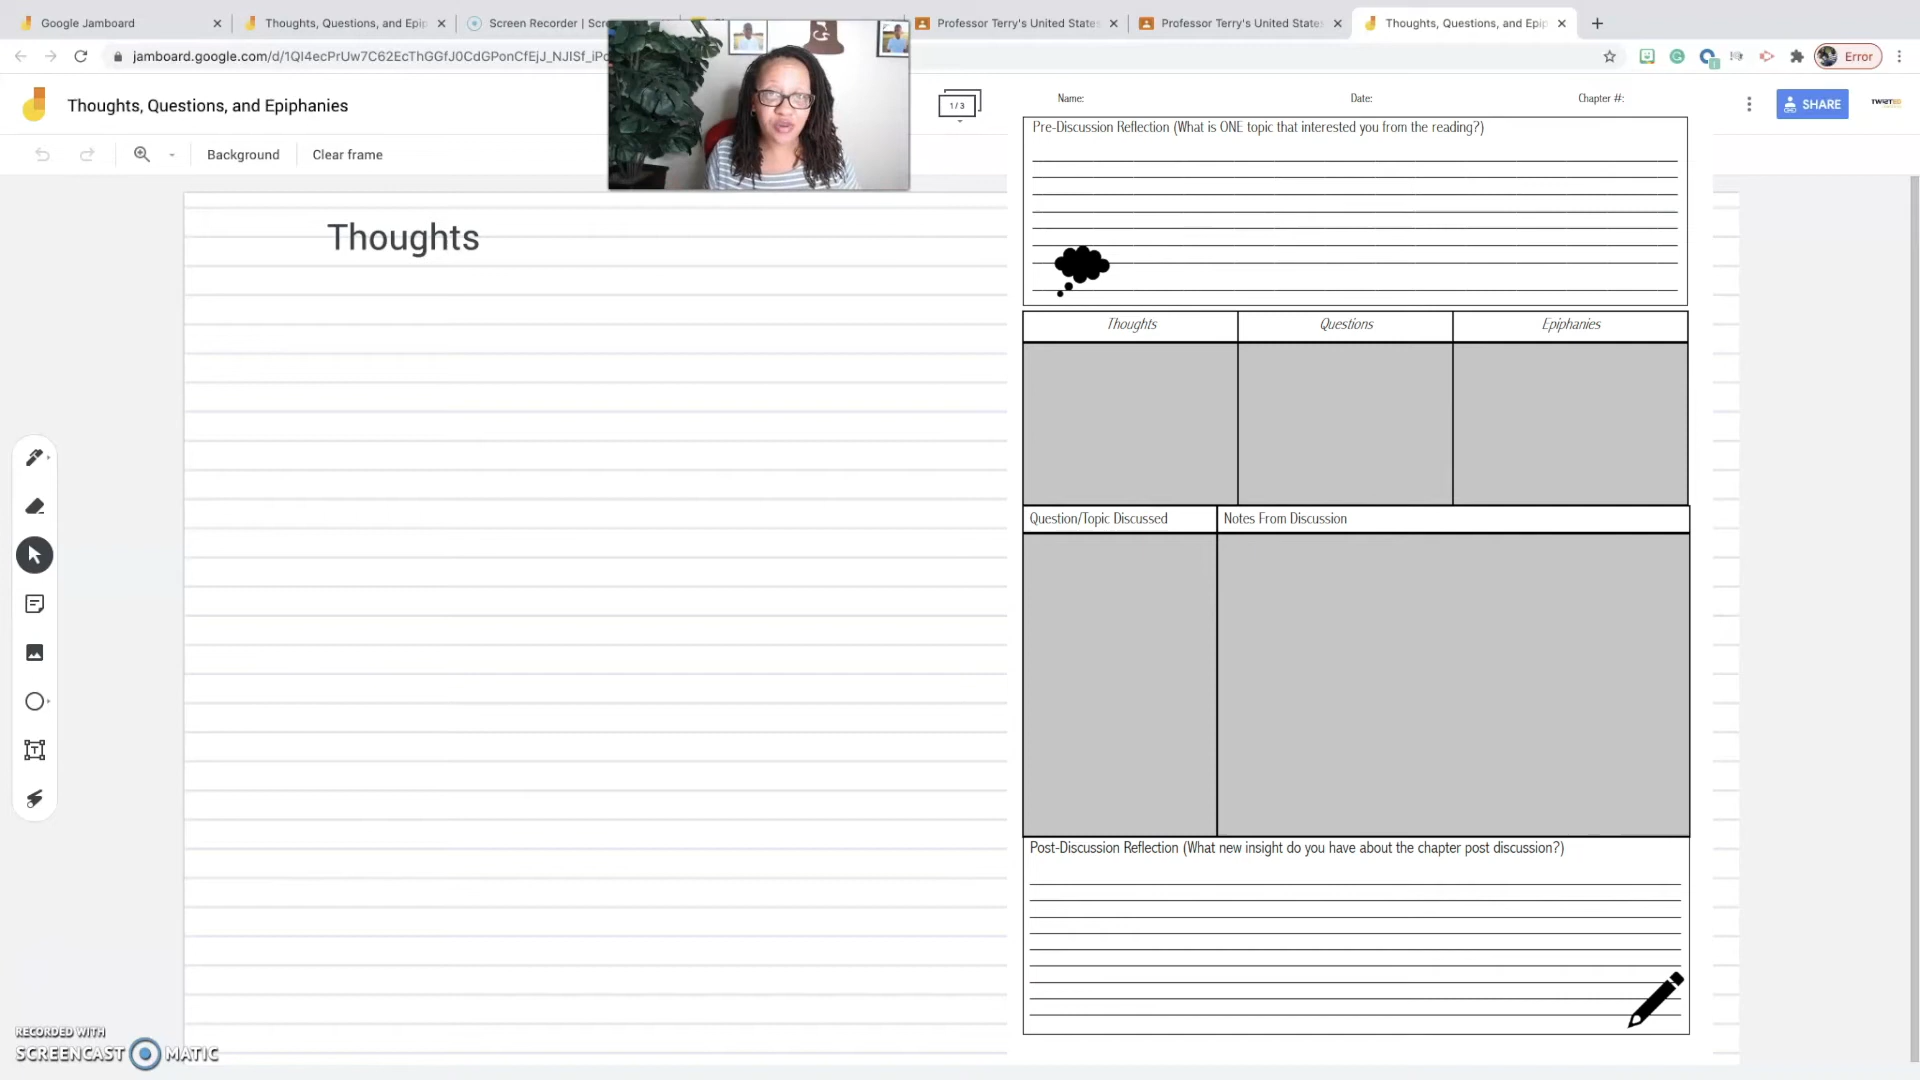 Google Jamboard
Thoughts, Questions, and Epip
Screen Recorder | Scre
Professor Terry's United States
Professor Terry's United States
Thoughts, Questions, and Epip
jamboard.google.com/d/1QI4ecPrUw7C62EcThGGfJ0CdGPonCfEjJ_NJISf_iPo
Error
Thoughts, Questions, and Epiphanies
1 / 3
SHARE
Background
Clear frame
Thoughts
Name:
Date:
Chapter #:
Pre-Discussion Reflection (What is ONE topic that interested you from the reading?)
Thoughts
Questions
Epiphanies
Question/Topic Discussed
Notes From Discussion
Post-Discussion Reflection (What new insight do you have about the chapter post discussion?)
RECORDED WITH
SCREENCAST MATIC